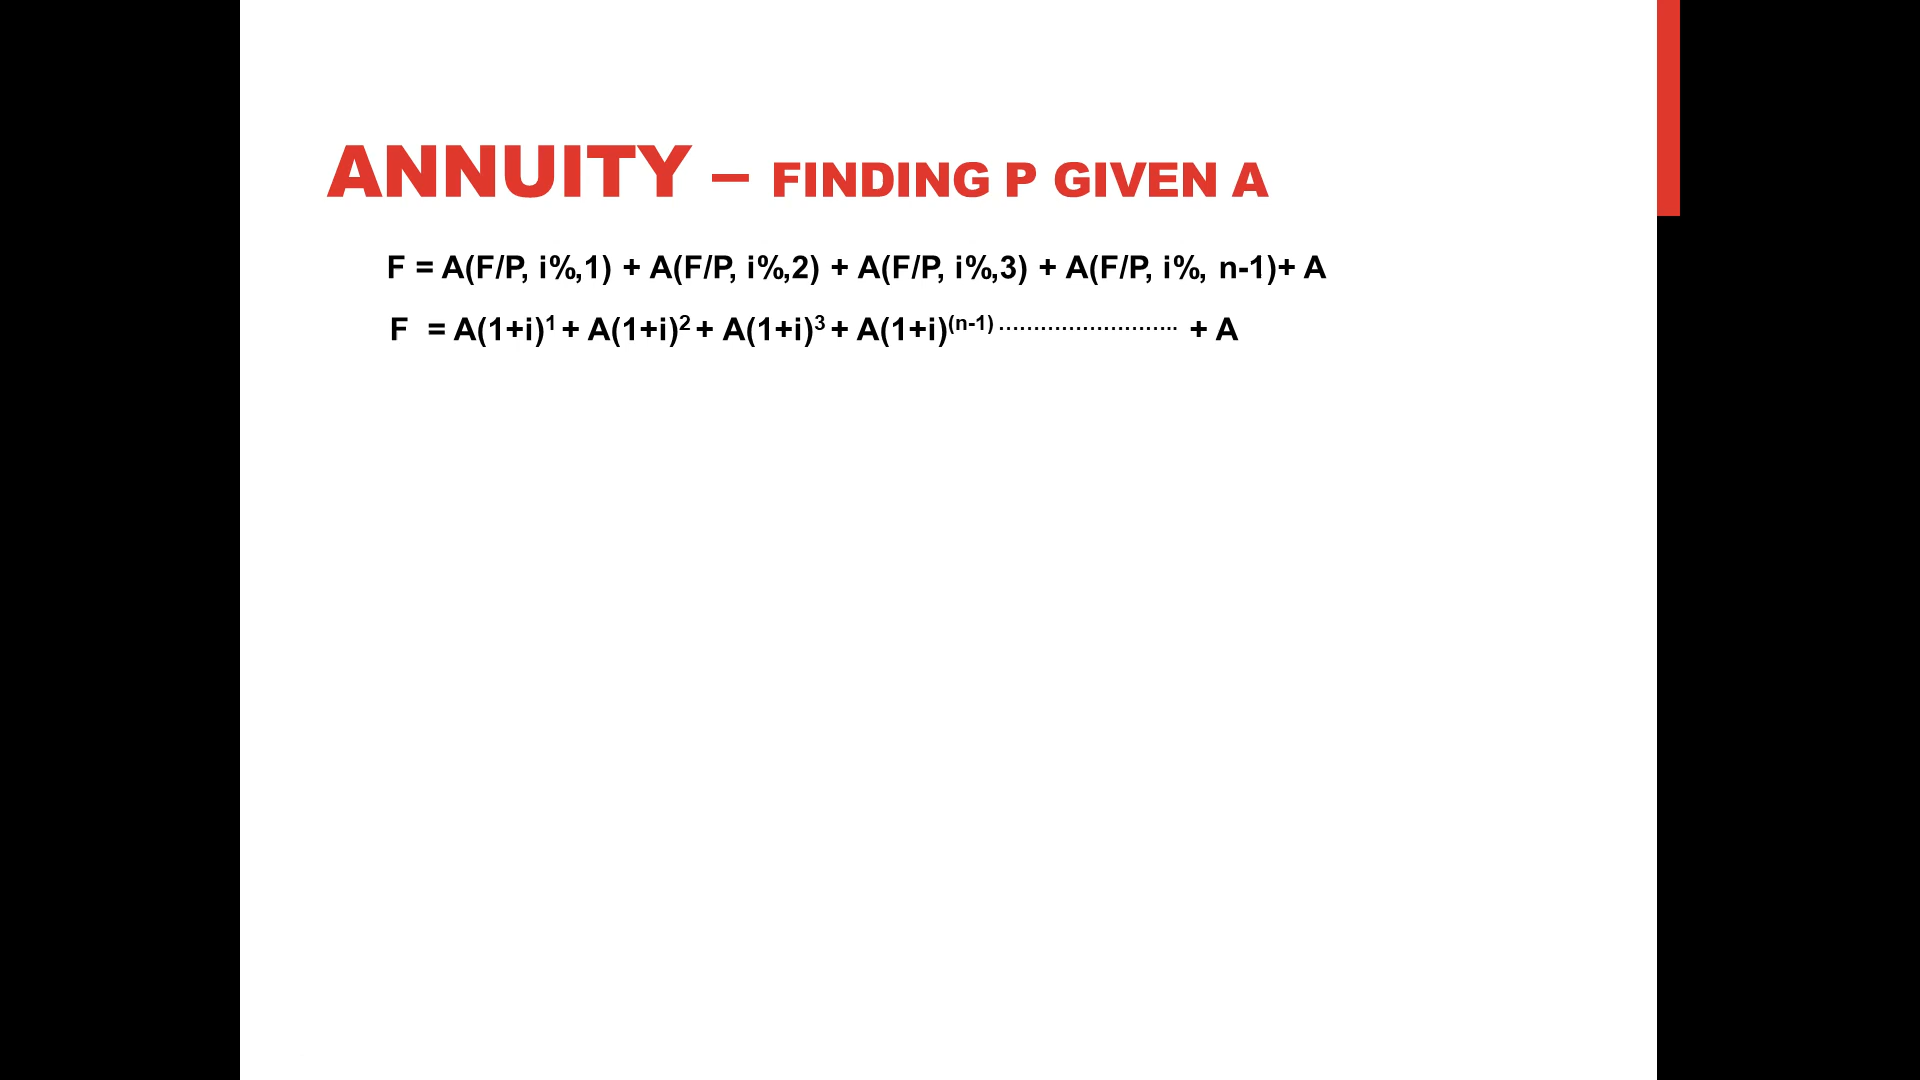 ANNUITY – FINDING P GIVEN A
F = A(F/P, i%,1) + A(F/P, i%,2) + A(F/P, i%,3) + A(F/P, i%, n-1)+ A
F = A(1+i)¹ + A(1+i)² + A(1+i)³ + A(1+i)⁽ⁿ⁻¹⁾ ............................ + A